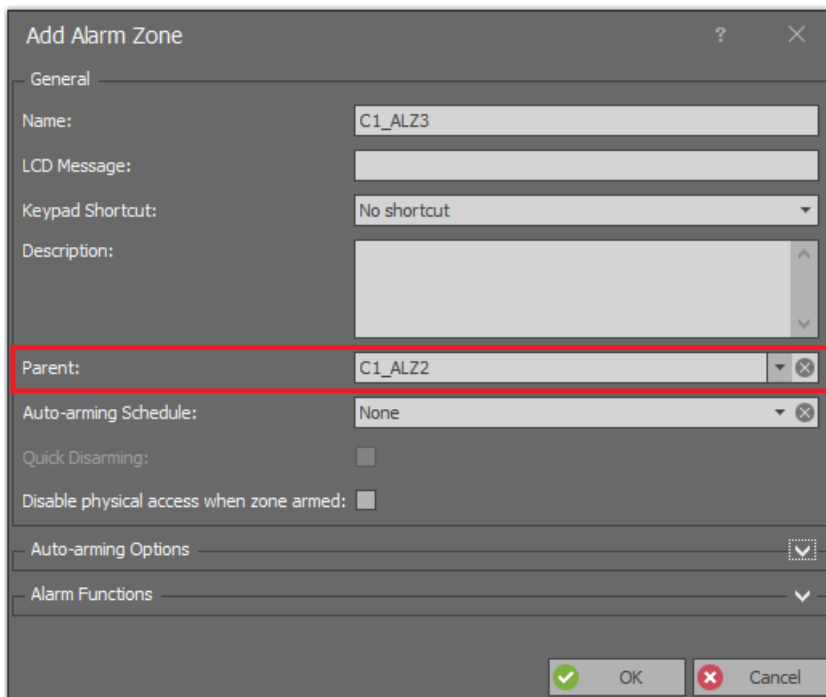 Add Alarm Zone ?
General
Name: C1_ALZ3
LCD Message:
Keypad Shortcut: No shortcut
Description:
Parent: C1_ALZ2
Auto-arming Schedule: None
Quick Disarming:
Disable physical access when zone armed:
Auto-arming Options
Alarm Functions
OK Cancel